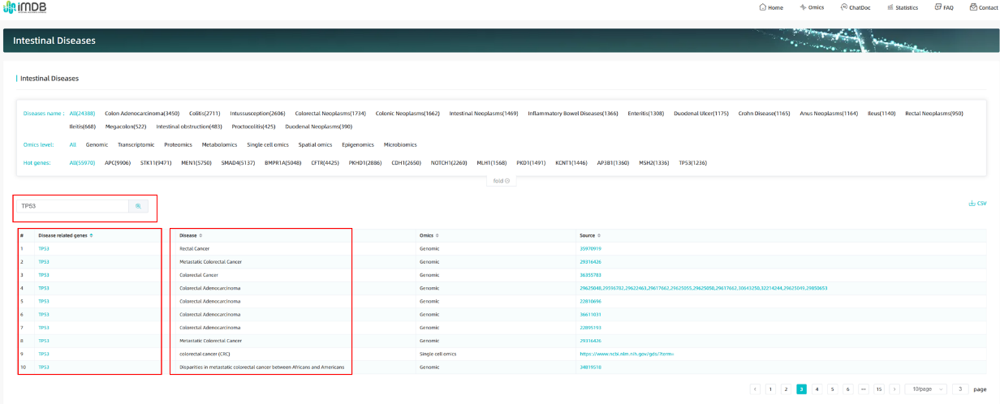 iMDB
Home Omics ChatDoc Statistics FAQ Contact
Intestinal Diseases
Intestinal Diseases
Diseases name : All(24388) Colon Adenocarcinoma(3450) Colitis(2711) Intussusception(2606) Colorectal Neoplasms(1734) Colonic Neoplasms(1662) Intestinal Neoplasms(1469) Inflammatory Bowel Diseases(1366) Enteritis(1308) Duodenal Ulcer(1175) Crohn Disease(1165) Anus Neoplasms(1164) Ileus(1140) Rectal Neoplasms(950)
Ileitis(668) Megacolon(522) Intestinal obstruction(483) Proctocolitis(425) Duodenal Neoplasms(390)
Omics level: All Genomic Transcriptomic Proteomics Metabolomics Single cell omics Spatial omics Epigenomics Microbiomics
Hot genes: All(55970) APC(9906) STK11(9471) MEN1(5750) SMAD4(5137) BMPR1A(5048) CFTR(4425) PKHD1(2886) CDH1(2650) NOTCH1(2260) MLH1(1568) PKD1(1491) KCNT1(1446) AP3B1(1360) MSH2(1336) TP53(1236)
fold
TP53
CSV
# Disease related genes Disease Omics Source
1 TP53 Rectal Cancer Genomic 35970919
2 TP53 Metastatic Colorectal Cancer Genomic 29316426
3 TP53 Colorectal Cancer Genomic 36355783
4 TP53 Colorectal Adenocarcinoma Genomic 29625048,29596782,29622463,29617662,29625055,29625050,29617662,30643250,32214244,29625049,29850653
5 TP53 Colorectal Adenocarcinoma Genomic 22810696
6 TP53 Colorectal Adenocarcinoma Genomic 36611031
7 TP53 Colorectal Adenocarcinoma Genomic 22895193
8 TP53 Metastatic Colorectal Cancer Genomic 29316426
9 TP53 colorectal cancer (CRC) Single cell omics https://www.ncbi.nlm.nih.gov/gds/?term=
10 TP53 Disparities in metastatic colorectal cancer between Africans and Americans Genomic 34819518
1 2 3 4 5 6 ••• 15 10/page 3 page